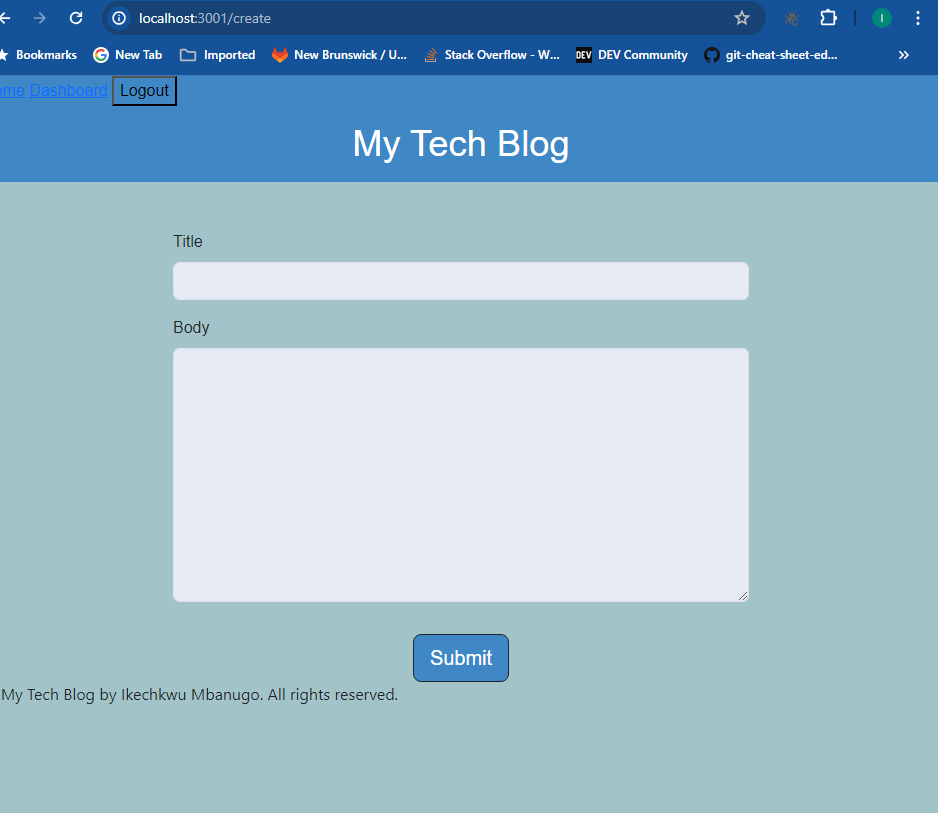 localhost:3001/create
Bookmarks New Tab Imported New Brunswick / U... Stack Overflow - W... DEV DEV Community git-cheat-sheet-ed... »
ome Dashboard Logout
My Tech Blog
Title
Body
Submit
My Tech Blog by Ikechkwu Mbanugo. All rights reserved.